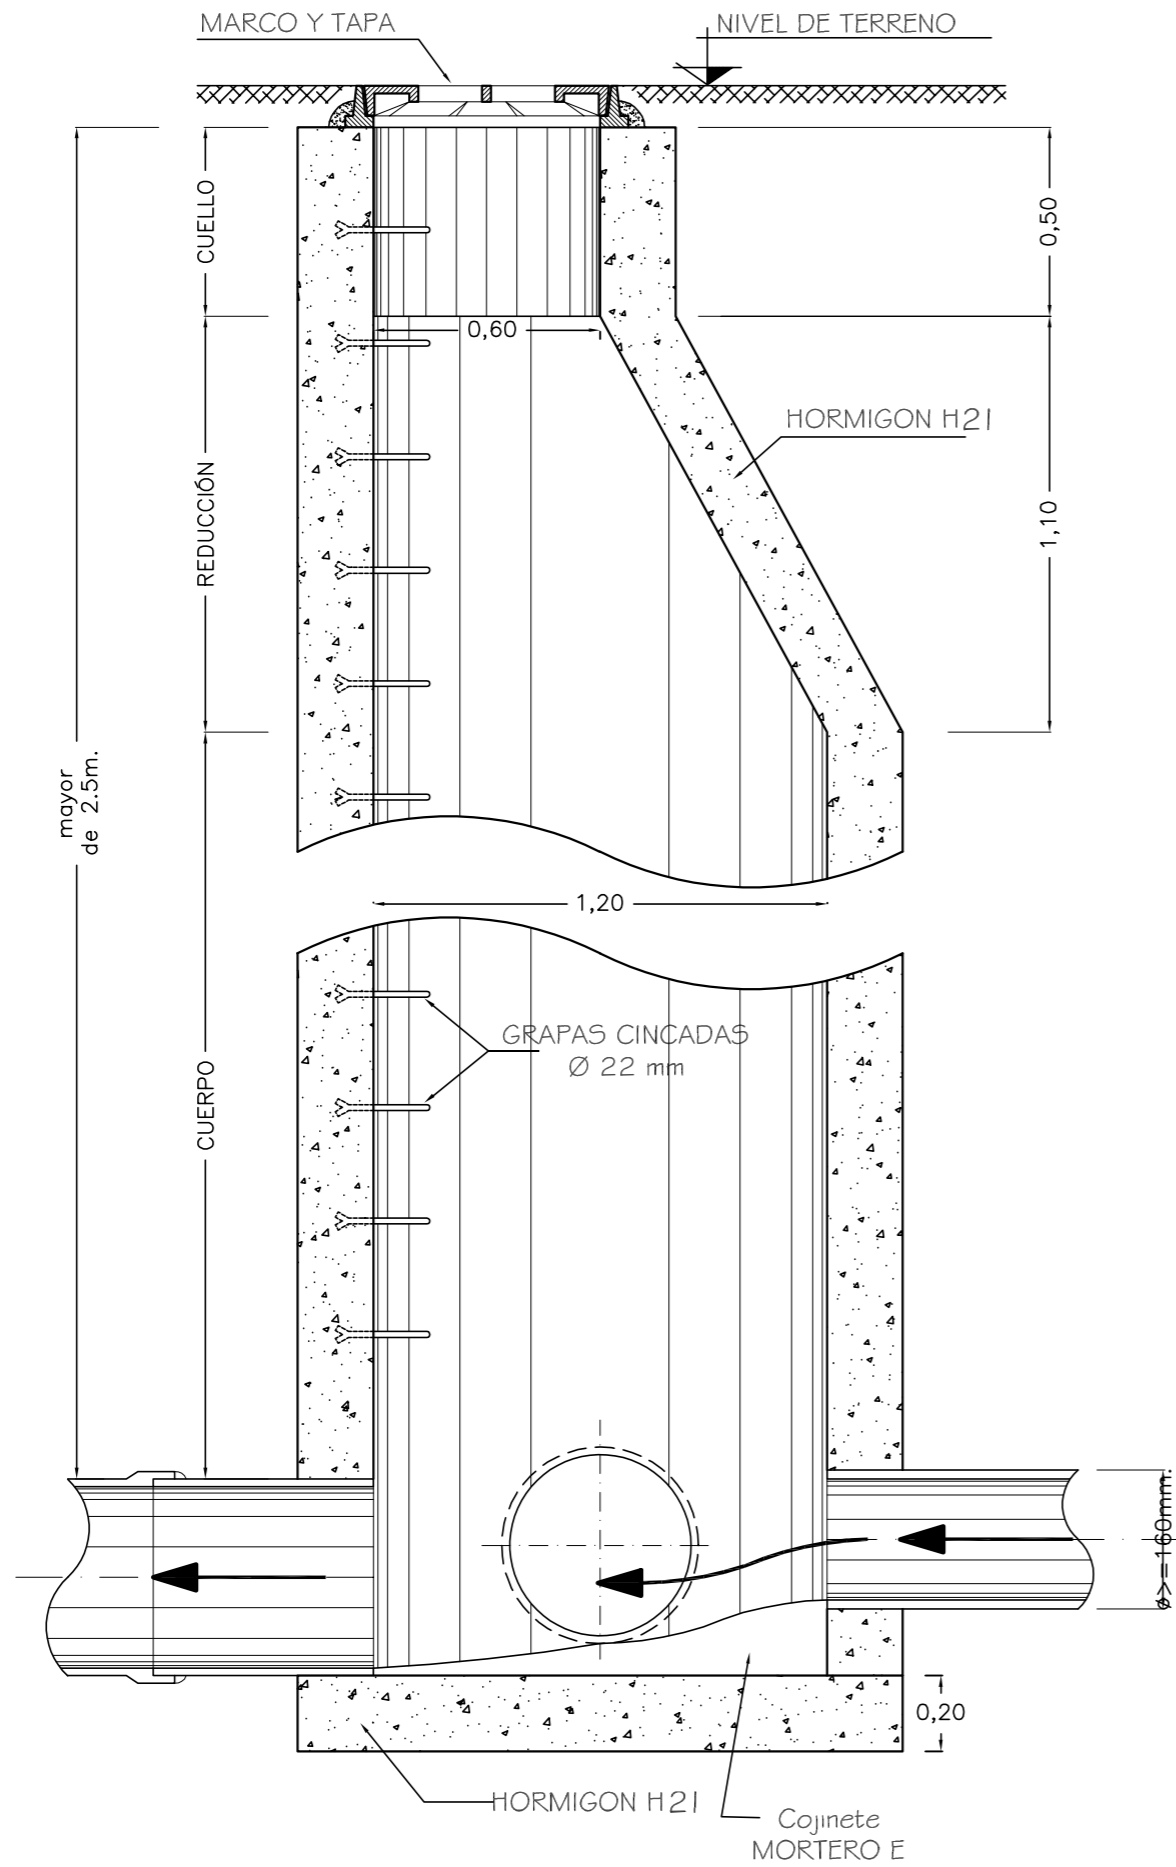 MARCO Y TAPA
NIVEL DE TERRENO
CUELLO
0,50
0,60
HORMIGON H21
REDUCCIÓN
1,10
mayor
de 2.5m.
1,20
GRAPAS CINCADAS
Ø 22 mm
CUERPO
ø>=160mm.
0,20
HORMIGON H21
Cojinete
MORTERO E